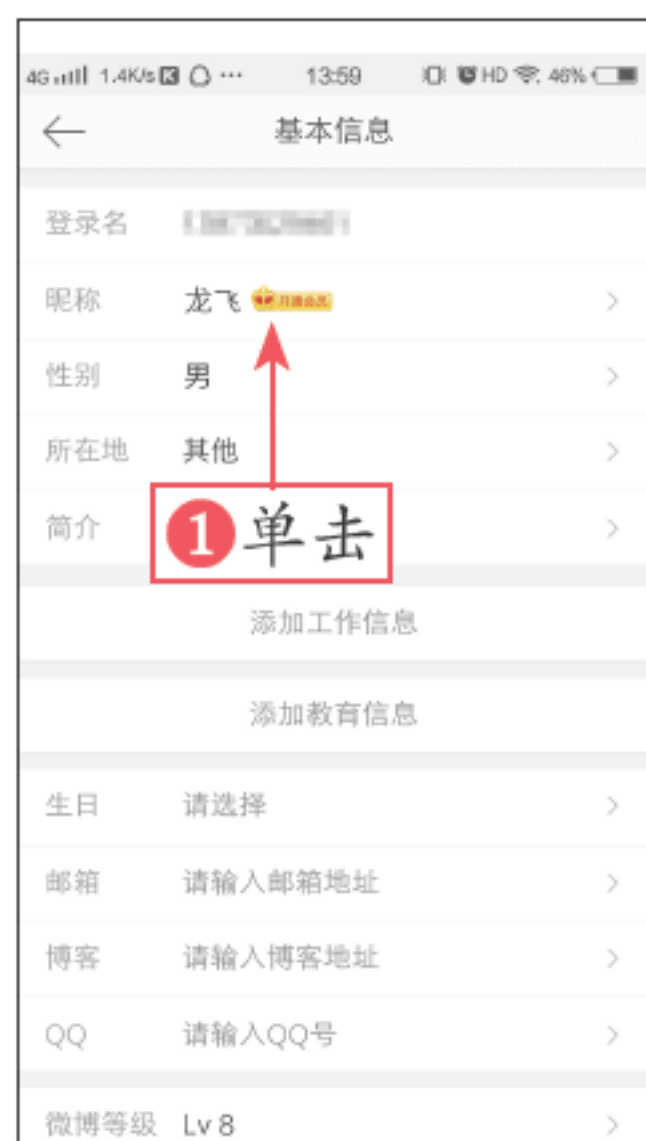 4G 1.4K/s K ... 13:59 HD 46%
基本信息
登录名
昵称 龙飞
性别 男
所在地 其他
简介 1单击
添加工作信息
添加教育信息
生日 请选择
邮箱 请输入邮箱地址
博客 请输入博客地址
QQ 请输入QQ号
微博等级 Lv 8